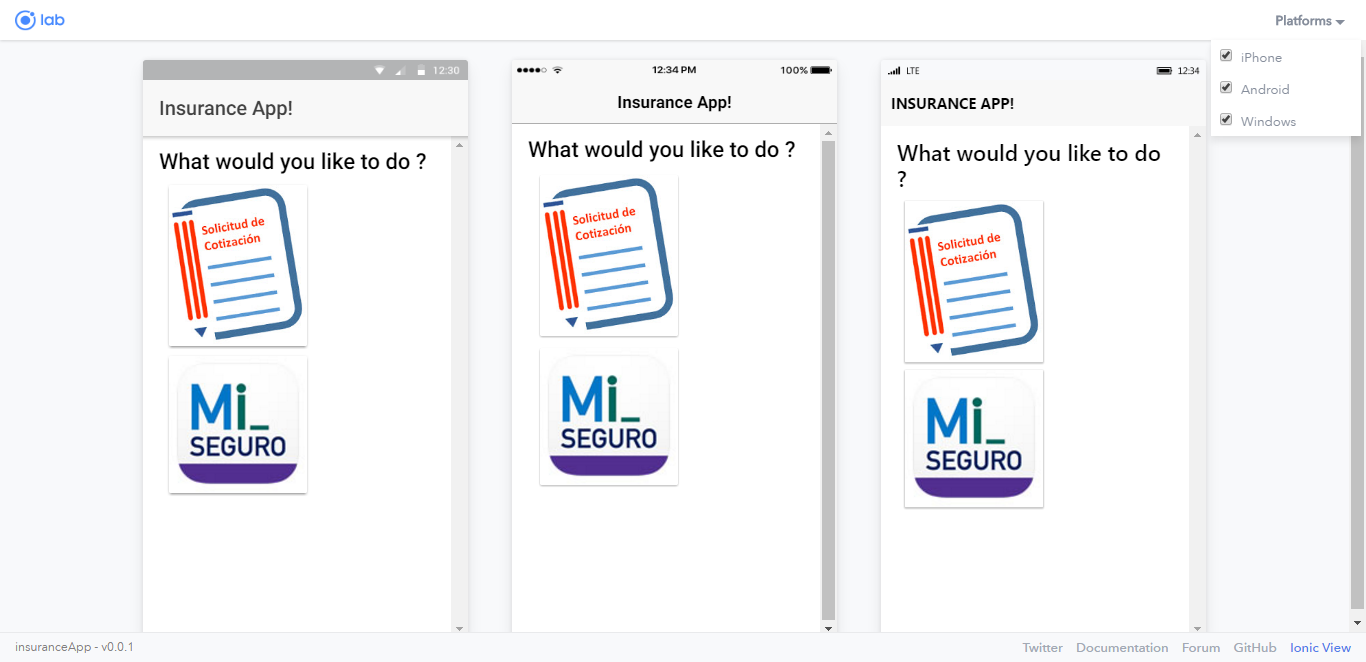 lab
Platforms
iPhone
Android
Windows
12:30
Insurance App!
What would you like to do ?
Solicitud de
Cotización
Mi_
SEGURO
12:34 PM
100%
Insurance App!
What would you like to do ?
Solicitud de
Cotización
Mi_
SEGURO
LTE
12:34
INSURANCE APP!
What would you like to do
?
Solicitud de
Cotización
Mi_
SEGURO
insuranceApp - v0.0.1
Twitter Documentation Forum GitHub Ionic View